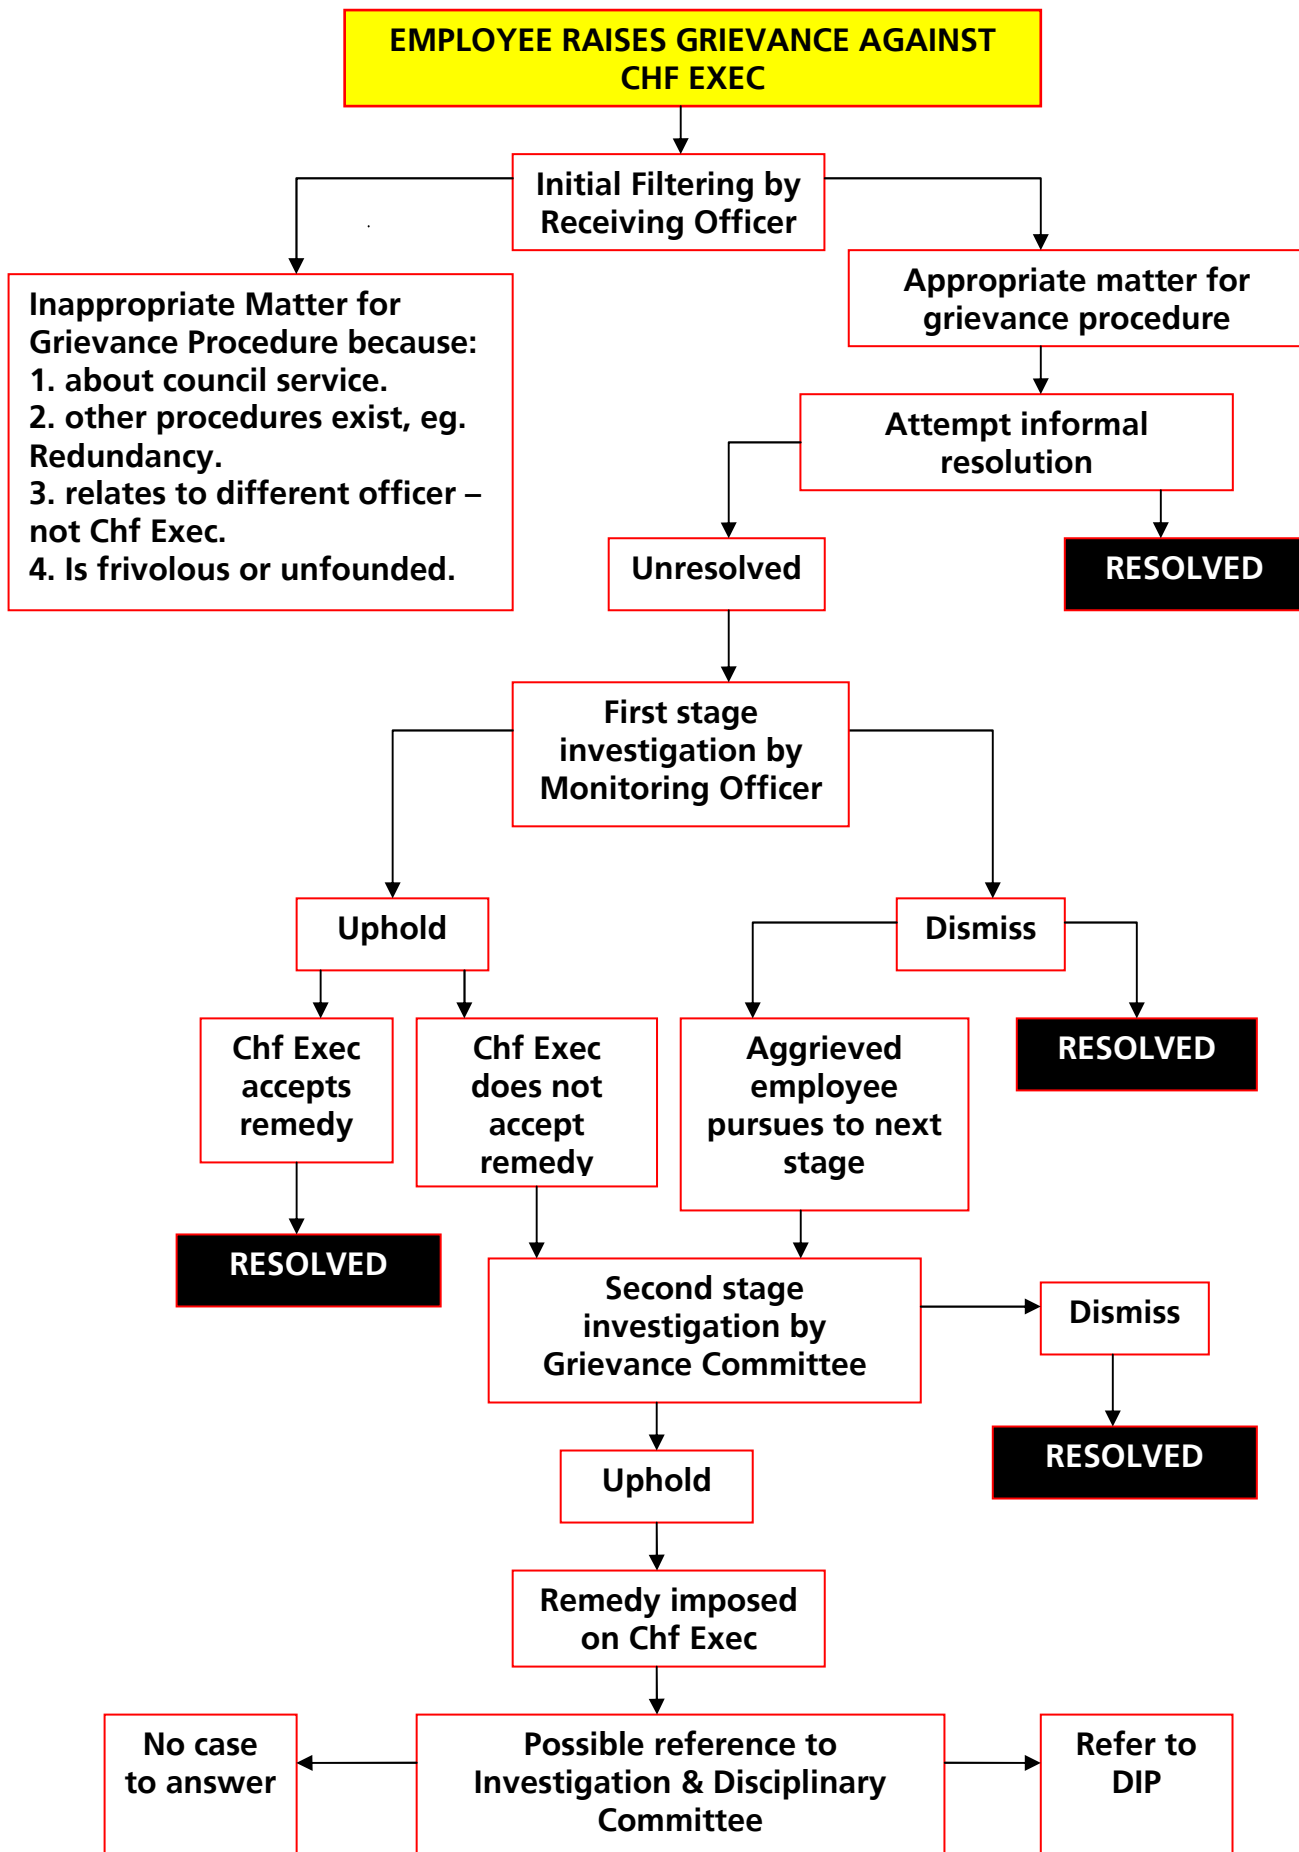 EMPLOYEE RAISES GRIEVANCE AGAINST
CHF EXEC
Initial Filtering by
Receiving Officer
Inappropriate Matter for
Grievance Procedure because:
1. about council service.
2. other procedures exist, eg.
Redundancy.
3. relates to different officer –
not Chf Exec.
4. Is frivolous or unfounded.
Appropriate matter for
grievance procedure
Attempt informal
resolution
Unresolved
RESOLVED
First stage
investigation by
Monitoring Officer
Uphold
Dismiss
Chf Exec
accepts
remedy
Chf Exec
does not
accept
remedy
Aggrieved
employee
pursues to next
stage
RESOLVED
RESOLVED
Second stage
investigation by
Grievance Committee
Dismiss
RESOLVED
Uphold
Remedy imposed
on Chf Exec
No case
to answer
Possible reference to
Investigation & Disciplinary
Committee
Refer to
DIP